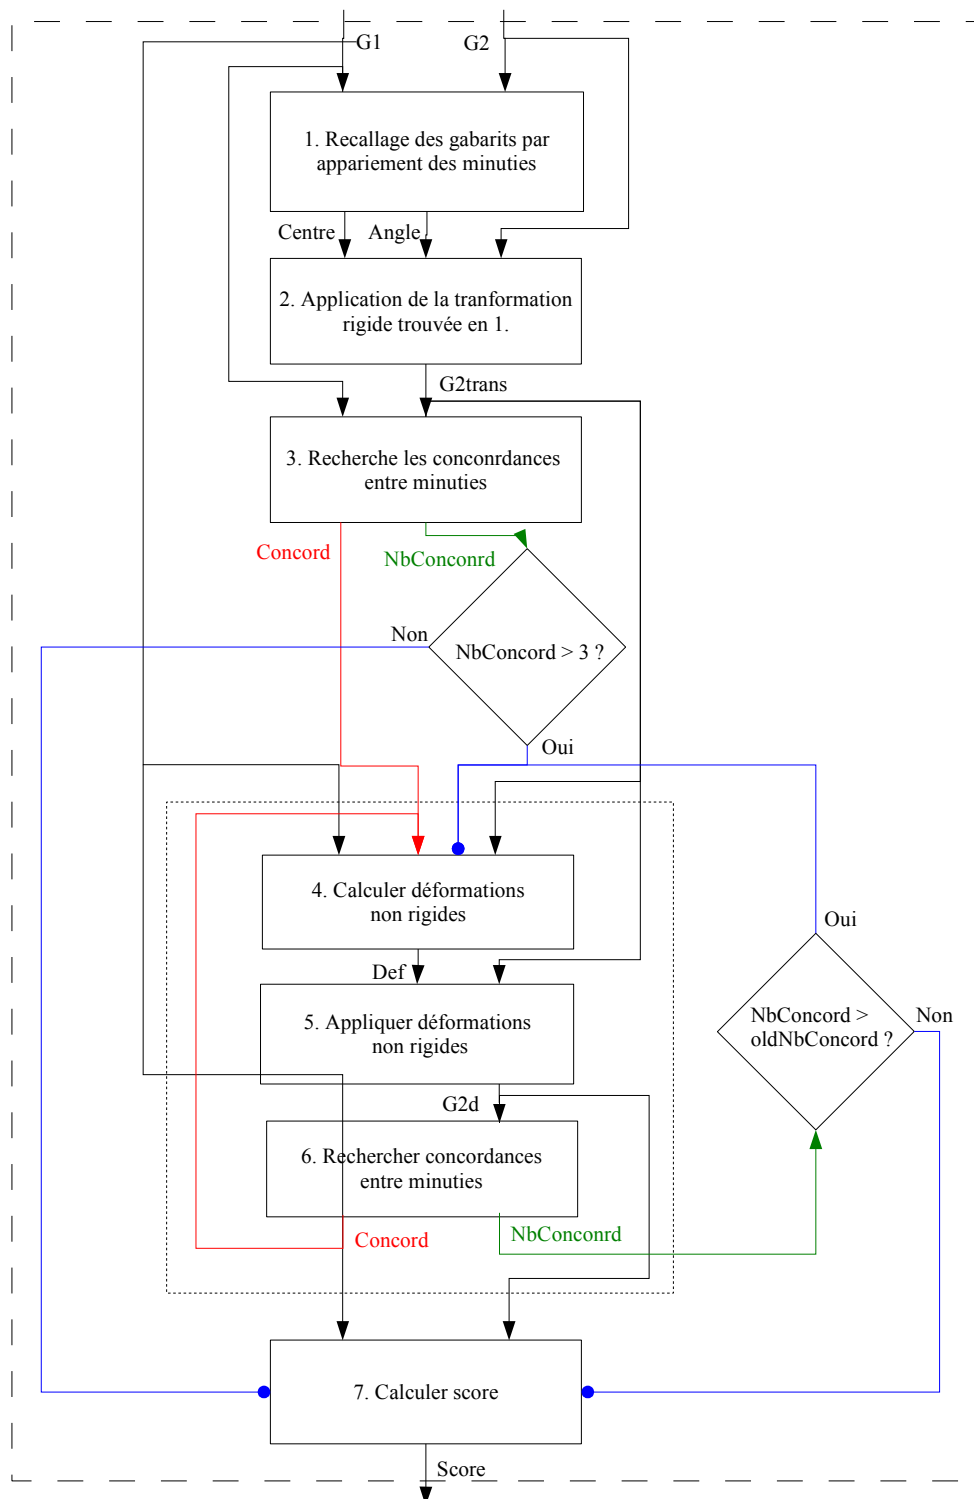 G1
G2
1. Recallage des gabarits par
appariement des minuties
Centre
Angle
2. Application de la tranformation
rigide trouvée en 1.
G2trans
3. Recherche les conconrdances
entre minuties
Concord
NbConconrd
Non
NbConcord > 3 ?
Oui
4. Calculer déformations
non rigides
Oui
Def
5. Appliquer déformations
non rigides
NbConcord >
oldNbConcord ?
Non
G2d
6. Rechercher concordances
entre minuties
Concord
NbConconrd
7. Calculer score
Score